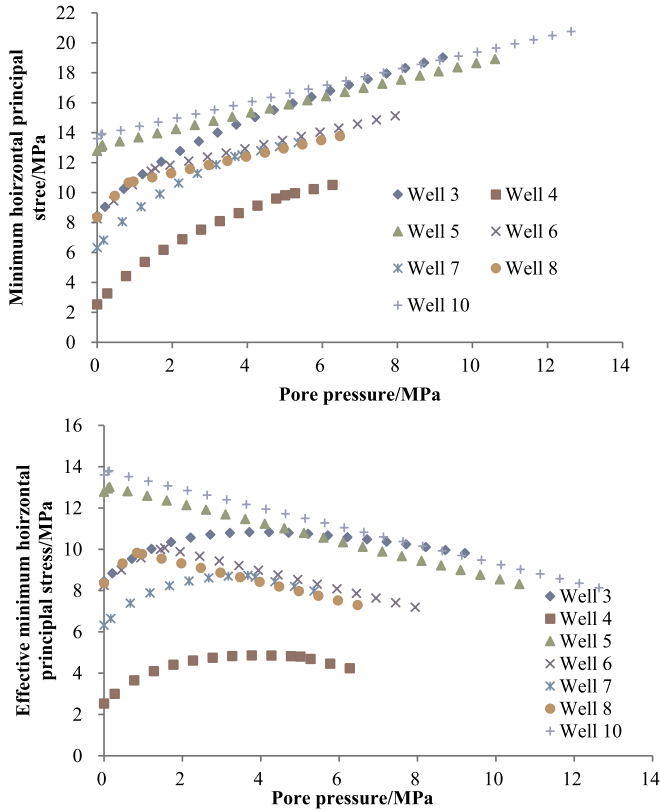 22
20
18
16
14
12
10
8
6
4
2
0
Minimum hoirzontal principal
stree/MPa
Well 3 Well 4
Well 5 Well 6
Well 7 Well 8
Well 10
0 2 4 6 8 10 12 14
Pore pressure/MPa
16
14
12
10
8
6
4
2
0
Effective minimum hoirzontal
principlal stress/MPa
Well 3
Well 4
Well 5
Well 6
Well 7
Well 8
Well 10
0 2 4 6 8 10 12 14
Pore pressure/MPa